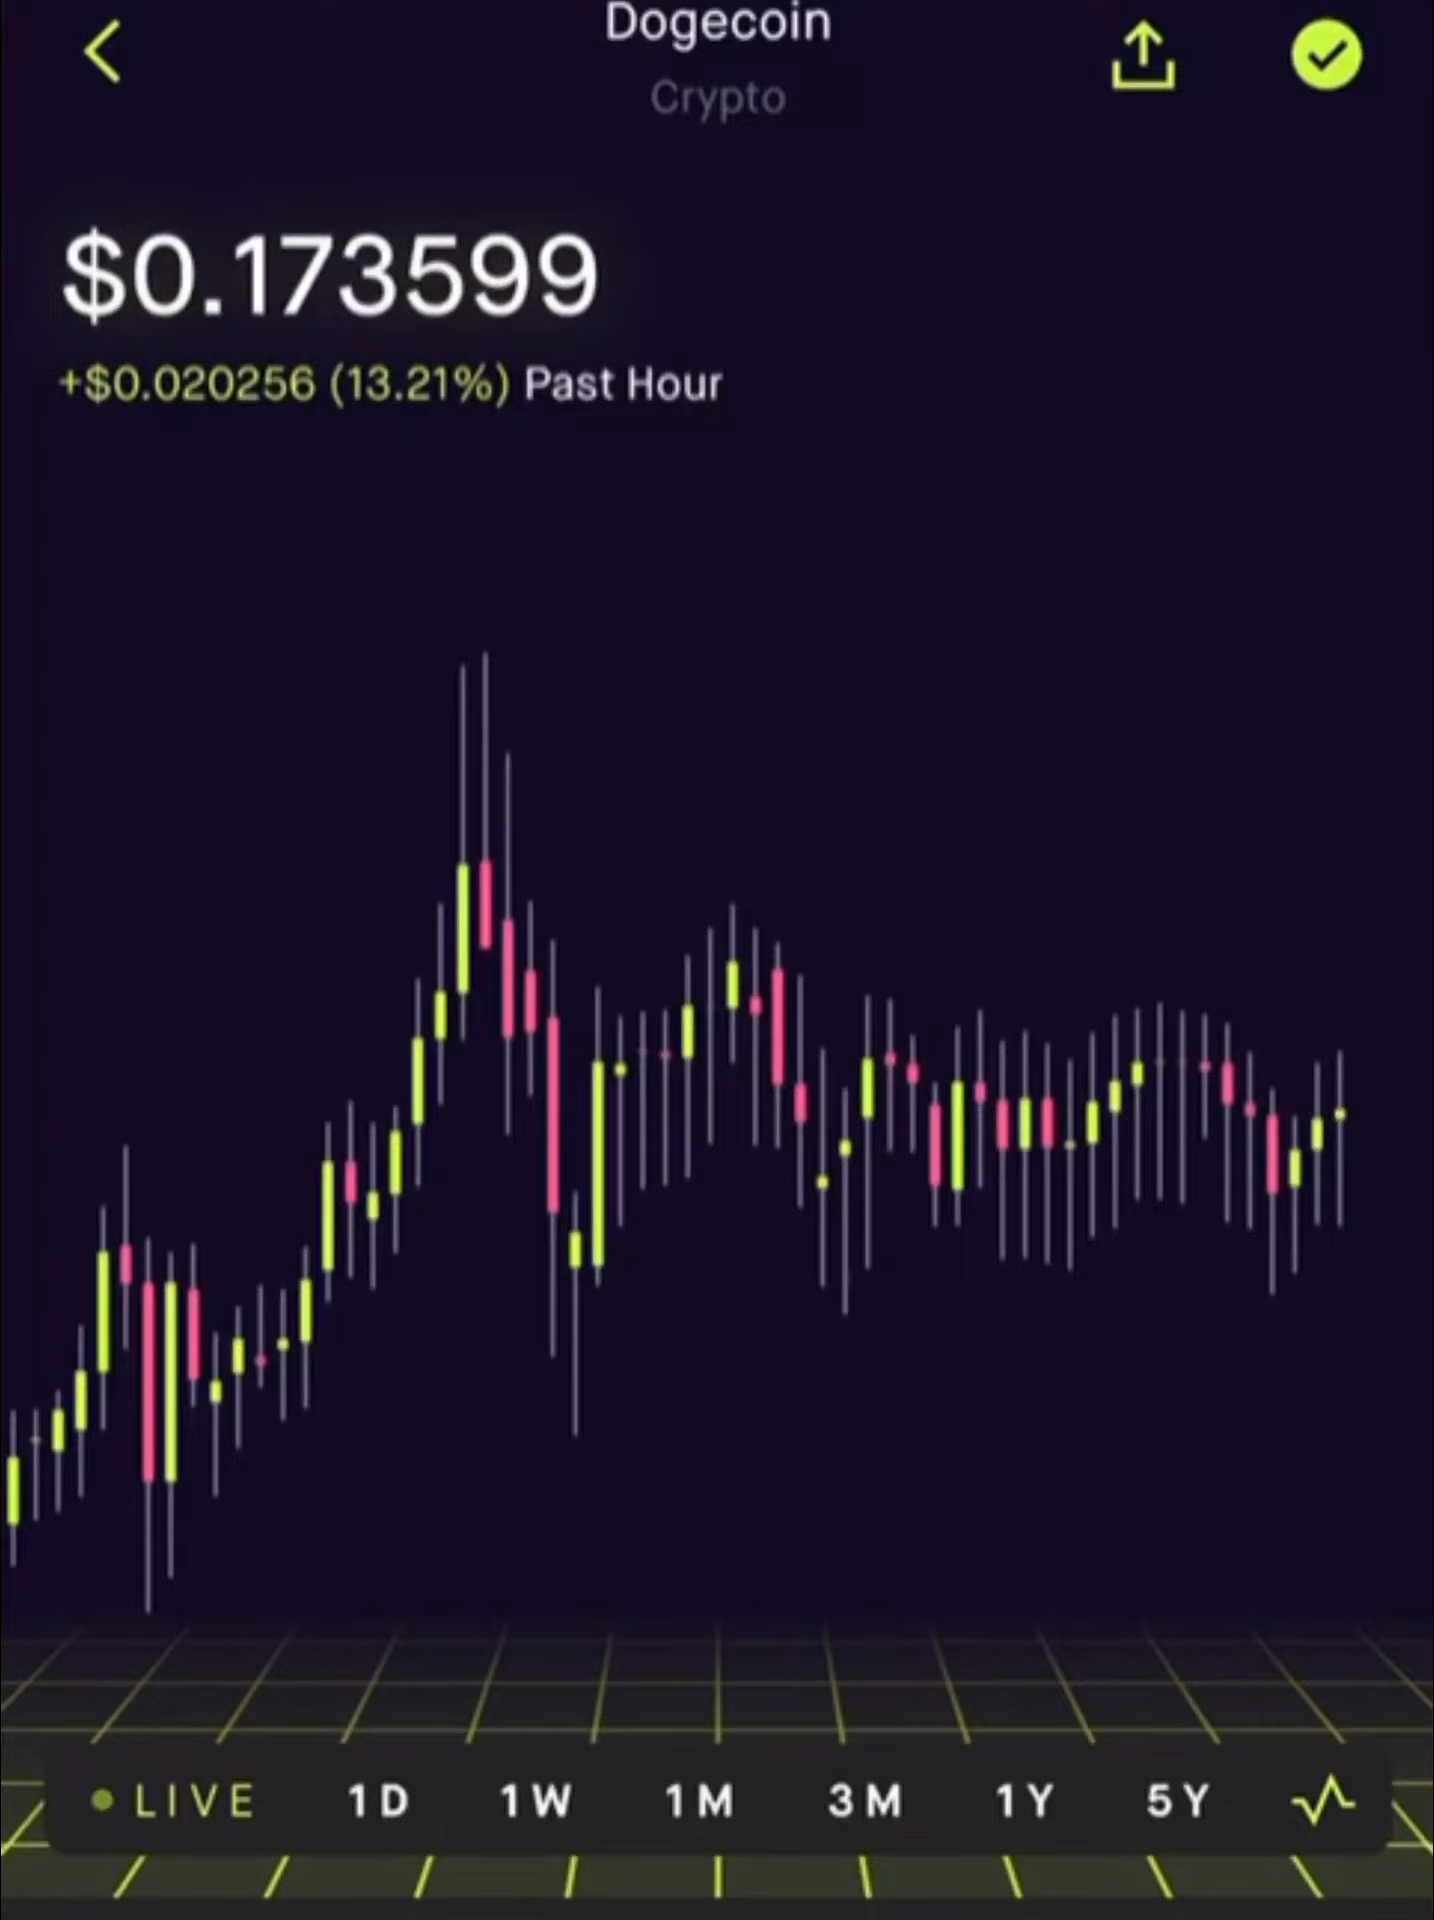 Dogecoin
Crypto
$0.173599
+$0.020256 (13.21%) Past Hour
LIVE 1D 1W 1M 3M 1Y 5Y